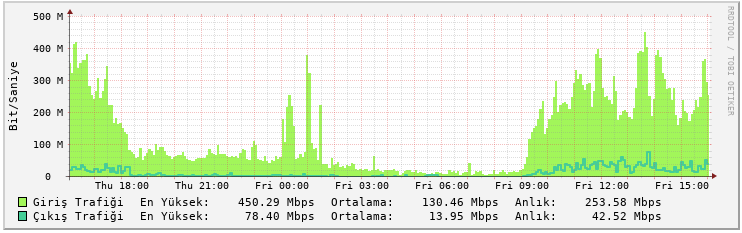 500 M
400 M
300 M
200 M
100 M
0
Bit/Saniye
RRDTOOL / TOBI OETIKER
Thu 18:00 Thu 21:00 Fri 00:00 Fri 03:00 Fri 06:00 Fri 09:00 Fri 12:00 Fri 15:00
Giriş Trafiği En Yüksek: 450.29 Mbps Ortalama: 130.46 Mbps Anlık: 253.58 Mbps
Çıkış Trafiği En Yüksek: 78.40 Mbps Ortalama: 13.95 Mbps Anlık: 42.52 Mbps